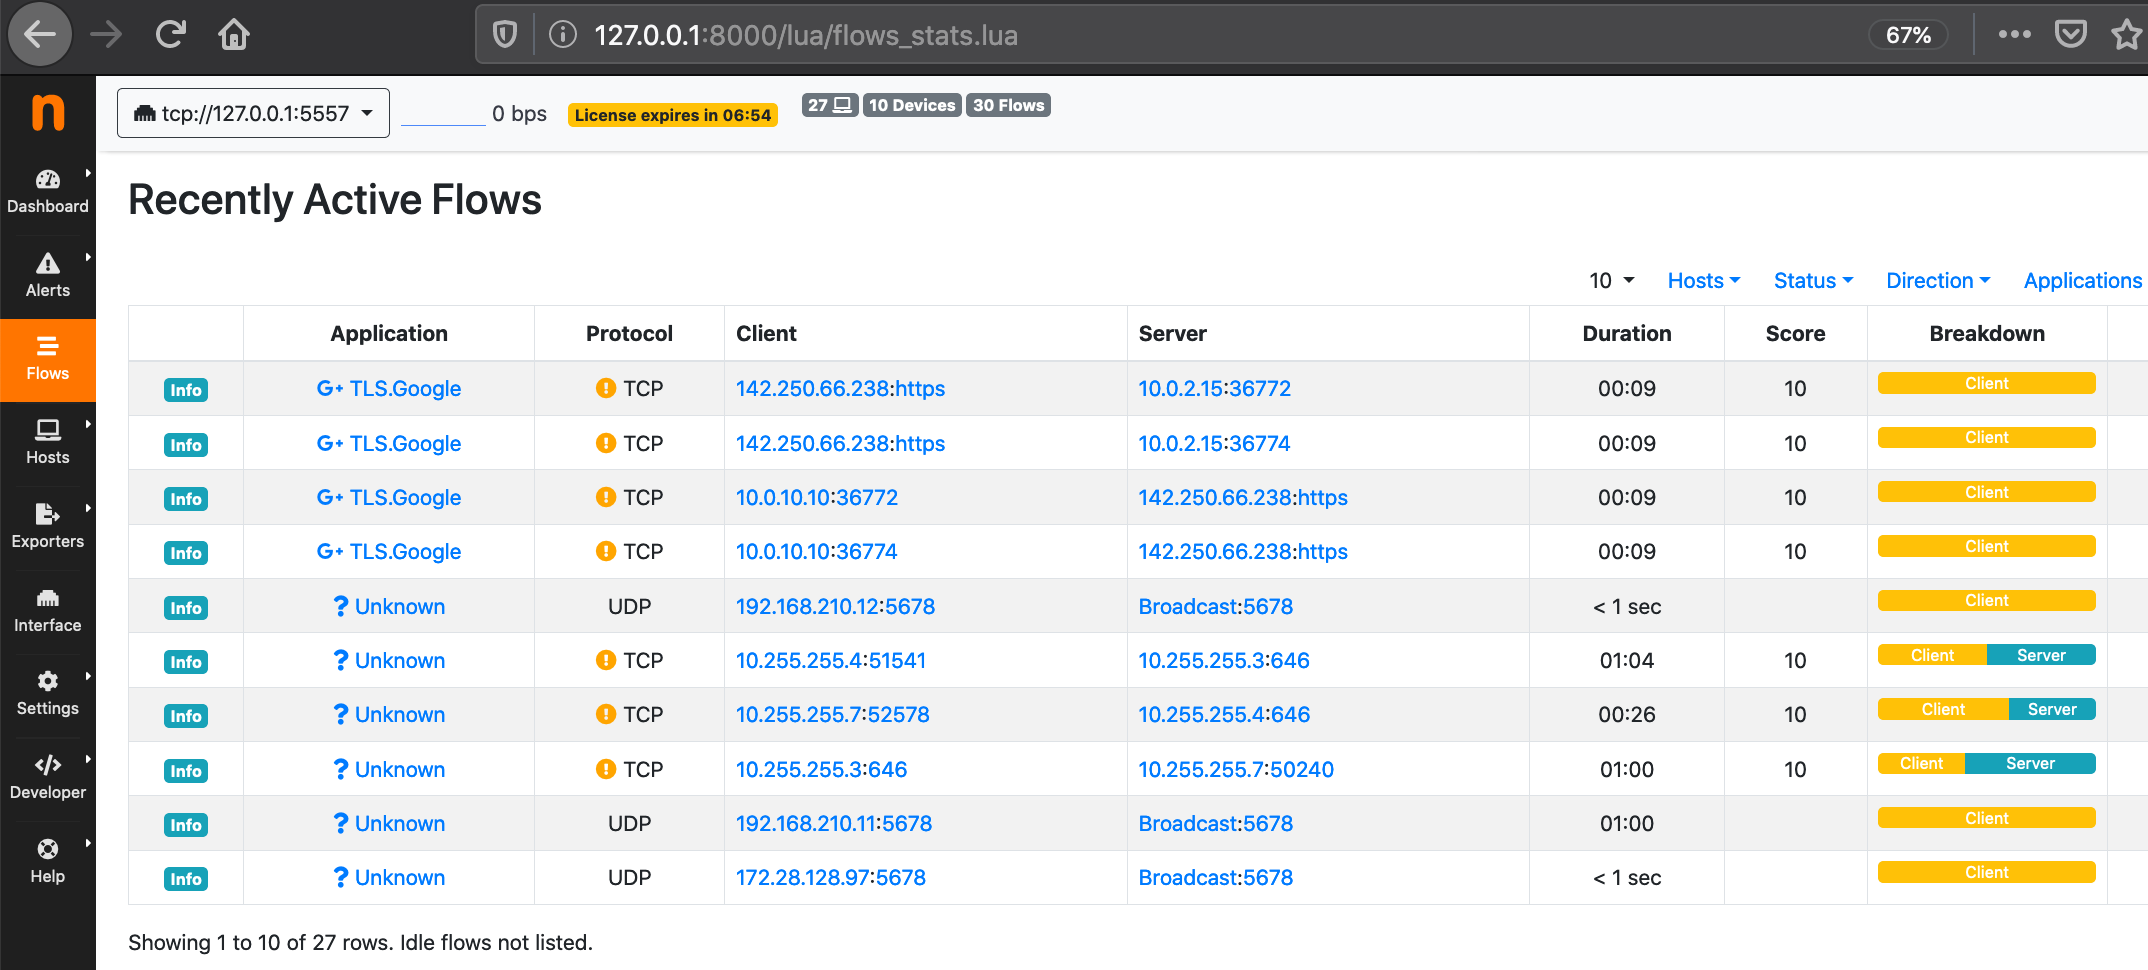 127.0.0.1:8000/lua/flows_stats.lua
67%
tcp://127.0.0.1:5557
0 bps
License expires in 06:54
27
10 Devices
30 Flows
Dashboard
Alerts
Flows
Hosts
Exporters
Interface
Settings
Developer
Help
Recently Active Flows
10 Hosts Status Direction Applications
Application Protocol Client Server Duration Score Breakdown
Info G+ TLS.Google TCP 142.250.66.238:https 10.0.2.15:36772 00:09 10 Client
Info G+ TLS.Google TCP 142.250.66.238:https 10.0.2.15:36774 00:09 10 Client
Info G+ TLS.Google TCP 10.0.10.10:36772 142.250.66.238:https 00:09 10 Client
Info G+ TLS.Google TCP 10.0.10.10:36774 142.250.66.238:https 00:09 10 Client
Info ? Unknown UDP 192.168.210.12:5678 Broadcast:5678 < 1 sec Client
Info ? Unknown TCP 10.255.255.4:51541 10.255.255.3:646 01:04 10 Client Server
Info ? Unknown TCP 10.255.255.7:52578 10.255.255.4:646 00:26 10 Client Server
Info ? Unknown TCP 10.255.255.3:646 10.255.255.7:50240 01:00 10 Client Server
Info ? Unknown UDP 192.168.210.11:5678 Broadcast:5678 01:00 Client
Info ? Unknown UDP 172.28.128.97:5678 Broadcast:5678 < 1 sec Client
Showing 1 to 10 of 27 rows. Idle flows not listed.